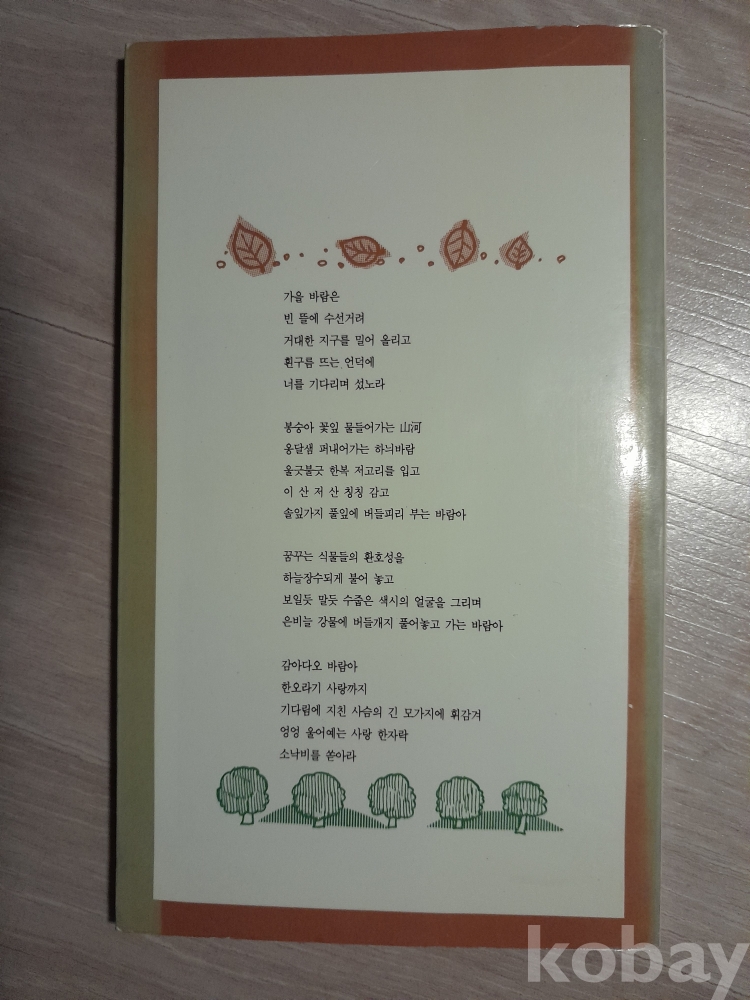 가을 바람은
빈 뜰에 수선거려
거대한 지구를 밀어 올리고
흰구름 뜨는 언덕에
너를 기다리며 섰노라
봉숭아 꽃잎 물들어가는 山河
옹달샘 퍼내어가는 하늬바람
울긋불긋 한복 저고리를 입고
이 산 저 산 칭칭 감고
솔잎가지 풀잎에 버들피리 부는 바람아
꿈꾸는 식물들의 환호성을
하늘장수되게 불어 놓고
보일듯 말듯 수줍은 색시의 얼굴을 그리며
은비늘 강물에 버들개지 풀어놓고 가는 바람아
감아다오 바람아
한오라기 사랑까지
기다림에 지친 사슴의 긴 모가지에 휘감겨
엉엉 울어예는 사랑 한자락
소낙비를 쏟아라
kobay